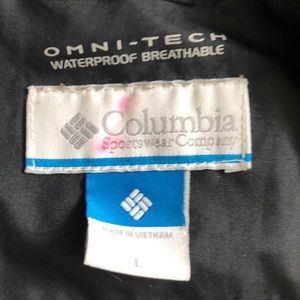 OMNI-TECH
WATERPROOF BREATHABLE
Columbia
Sportswear Company
MADE IN VIETNAM
L